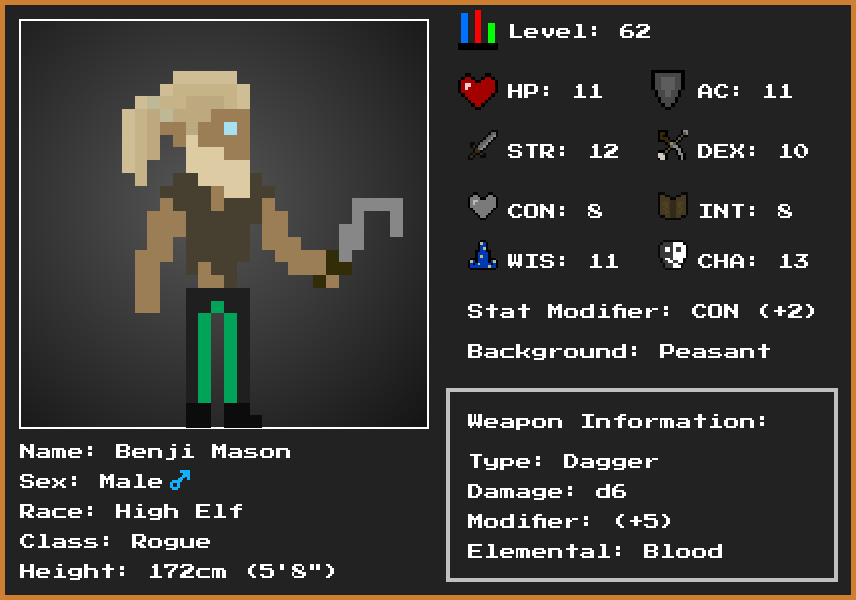 Level: 62
HP: 11 AC: 11
STR: 12 DEX: 10
CON: 8 INT: 8
WIS: 11 CHA: 13
Stat Modifier: CON (+2)
Background: Peasant
Weapon Information:
Type: Dagger
Damage: d6
Modifier: (+5)
Elemental: Blood
Name: Benji Mason
Sex: Male♂
Race: High Elf
Class: Rogue
Height: 172cm (5'8")